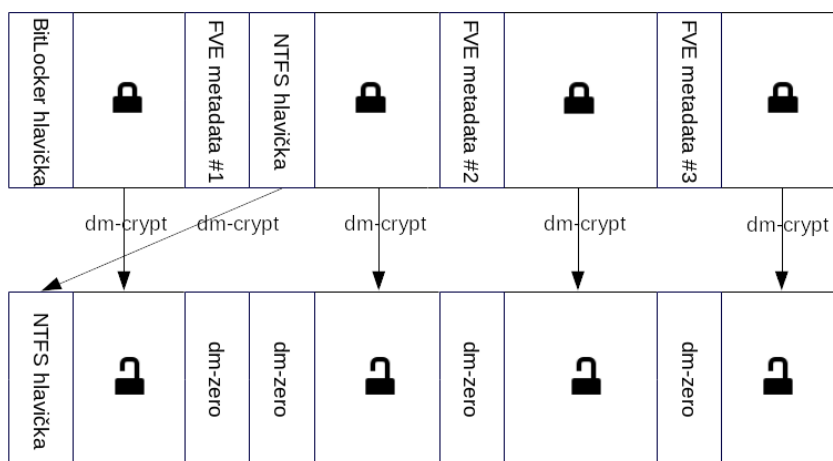 BitLocker hlavička
FVE metadata #1
NTFS hlavička
FVE metadata #2
FVE metadata #3
dm-crypt
dm-crypt
dm-crypt
dm-crypt
dm-crypt
NTFS hlavička
dm-zero
dm-zero
dm-zero
dm-zero